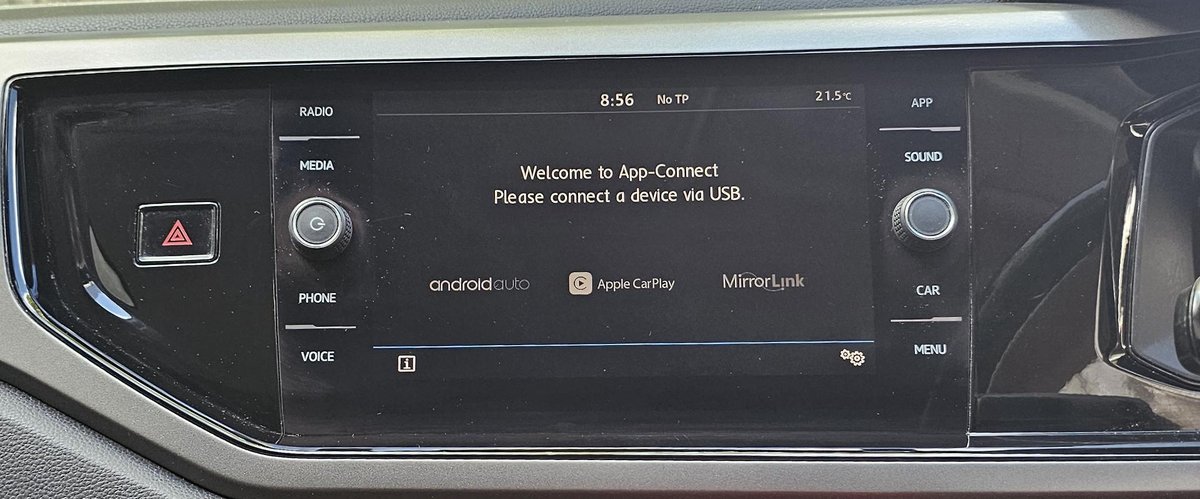 RADIO
MEDIA
PHONE
VOICE
8:56 No TP 21.5°C
Welcome to App-Connect
Please connect a device via USB.
androidauto Apple CarPlay MirrorLink
i
APP
SOUND
CAR
MENU